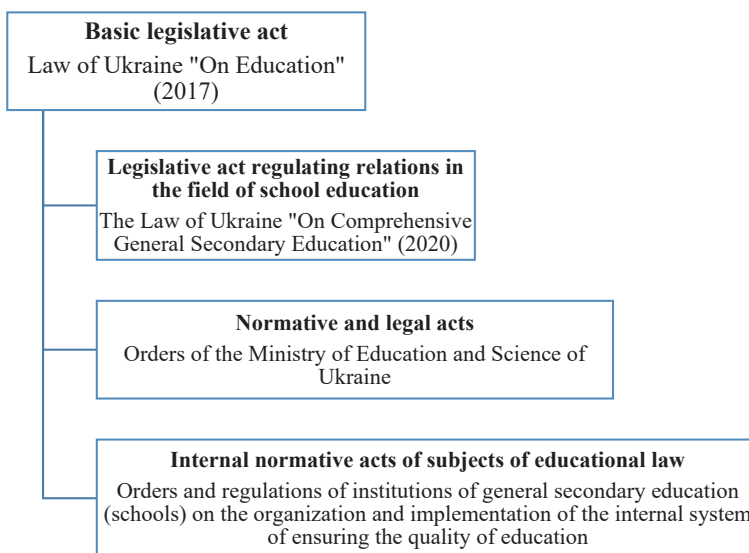 Basic legislative act
Law of Ukraine "On Education"
(2017)
Legislative act regulating relations in
the field of school education
The Law of Ukraine "On Comprehensive
General Secondary Education" (2020)
Normative and legal acts
Orders of the Ministry of Education and Science of
Ukraine
Internal normative acts of subjects of educational law
Orders and regulations of institutions of general secondary education
(schools) on the organization and implementation of the internal system
of ensuring the quality of education